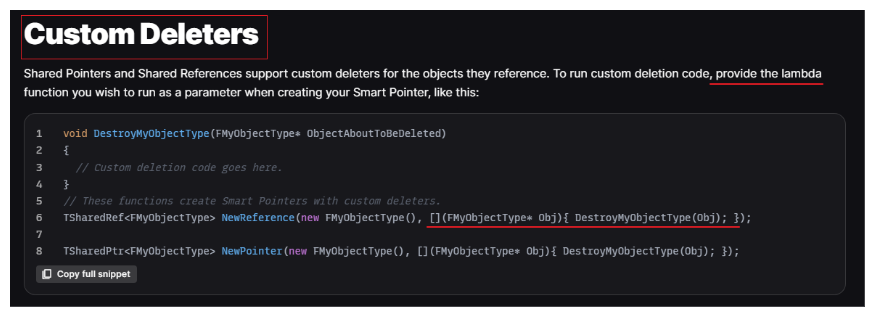 Custom Deleters
Shared Pointers and Shared References support custom deleters for the objects they reference. To run custom deletion code, provide the lambda
function you wish to run as a parameter when creating your Smart Pointer, like this:
1 void DestroyMyObjectType(FMyObjectType* ObjectAboutToBeDeleted)
2 {
3 // Custom deletion code goes here.
4 }
5 // These functions create Smart Pointers with custom deleters.
6 TSharedRef<FMyObjectType> NewReference(new FMyObjectType(), [](FMyObjectType* Obj){ DestroyMyObjectType(Obj); });
7
8 TSharedPtr<FMyObjectType> NewPointer(new FMyObjectType(), [](FMyObjectType* Obj){ DestroyMyObjectType(Obj); });
Copy full snippet